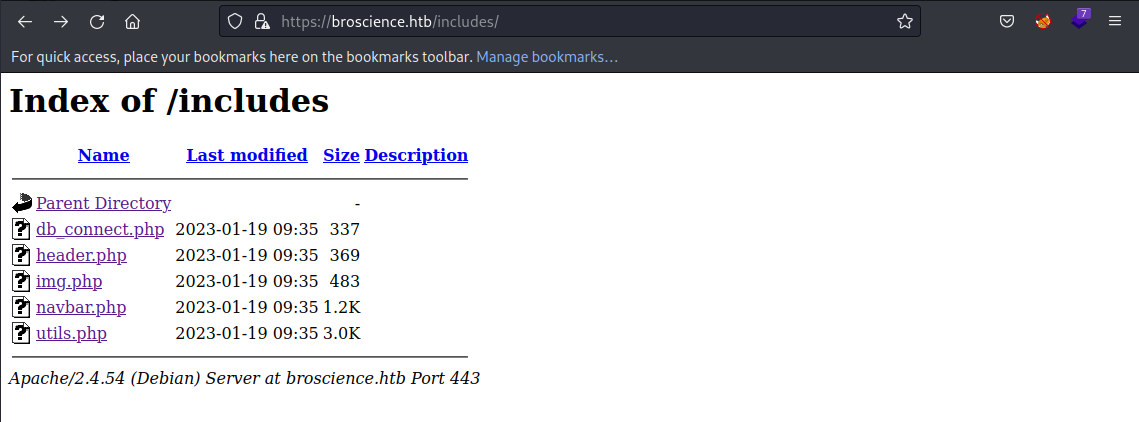 https://broscience.htb/includes/
7
For quick access, place your bookmarks here on the bookmarks toolbar. Manage bookmarks…
Index of /includes
Name Last modified Size Description
Parent Directory -
db_connect.php 2023-01-19 09:35 337
header.php 2023-01-19 09:35 369
img.php 2023-01-19 09:35 483
navbar.php 2023-01-19 09:35 1.2K
utils.php 2023-01-19 09:35 3.0K
Apache/2.4.54 (Debian) Server at broscience.htb Port 443